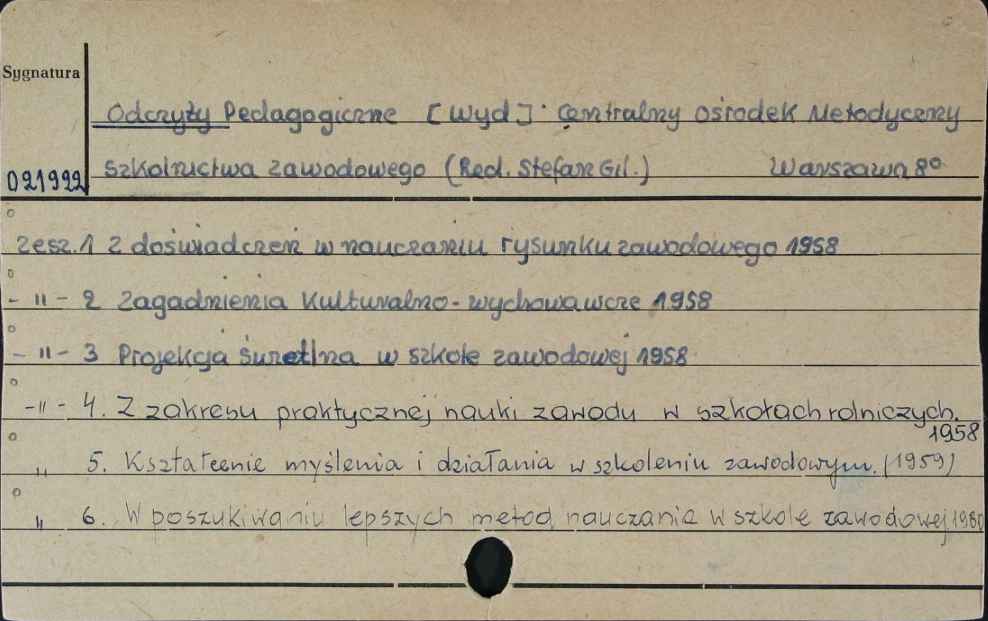 Sygnatura
Odczyty Pedagogiczne [Wyd] Centralny Ośrodek Metodyczny
021922 Szkolnictwa Zawodowego (Red. Stefan Gil.) Warszawa 8°
zesz. 1 Z doświadczeń w nauczaniu rysunku zawodowego 1958
- " - 2 Zagadnienia kulturalno-wychowawcze 1958
- " - 3 Projekcja świetlna w szkole zawodowej 1958
- " - 4. Z zakresu praktycznej nauki zawodu w szkołach rolniczych.
1958
" 5. Kształcenie myślenia i działania w szkoleniu zawodowym. (1959)
" 6. W poszukiwaniu lepszych metod nauczania w szkole zawodowej 1960